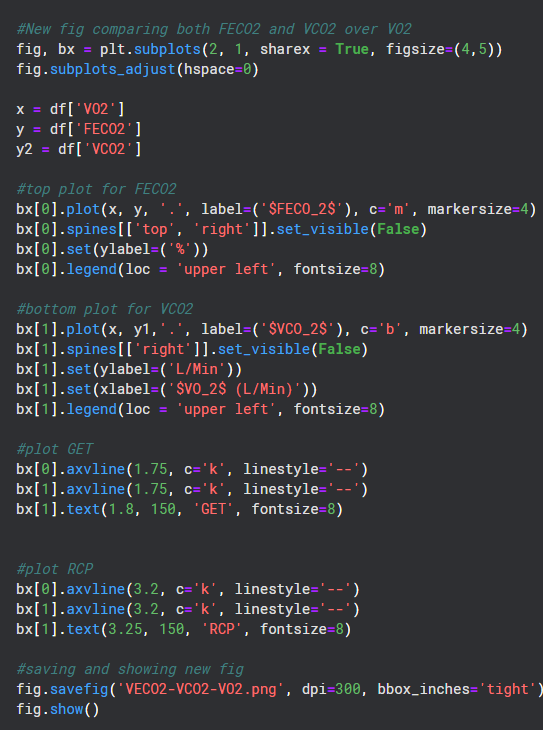 #New fig comparing both FECO2 and VCO2 over VO2
fig, bx = plt.subplots(2, 1, sharex = True, figsize=(4,5))
fig.subplots_adjust(hspace=0)
x = df['VO2']
y = df['FECO2']
y2 = df['VCO2']
#top plot for FECO2
bx[0].plot(x, y, '.', label=('$FECO_2$'), c='m', markersize=4)
bx[0].spines[['top', 'right']].set_visible(False)
bx[0].set(ylabel=('%'))
bx[0].legend(loc = 'upper left', fontsize=8)
#bottom plot for VCO2
bx[1].plot(x, y1,'.', label=('$VCO_2$'), c='b', markersize=4)
bx[1].spines[['right']].set_visible(False)
bx[1].set(ylabel=('L/Min'))
bx[1].set(xlabel=('$VO_2$ (L/Min)'))
bx[1].legend(loc = 'upper left', fontsize=8)
#plot GET
bx[0].axvline(1.75, c='k', linestyle='--')
bx[1].axvline(1.75, c='k', linestyle='--')
bx[1].text(1.8, 150, 'GET', fontsize=8)
#plot RCP
bx[0].axvline(3.2, c='k', linestyle='--')
bx[1].axvline(3.2, c='k', linestyle='--')
bx[1].text(3.25, 150, 'RCP', fontsize=8)
#saving and showing new fig
fig.savefig('VECO2-VCO2-VO2.png', dpi=300, bbox_inches='tight')
fig.show()